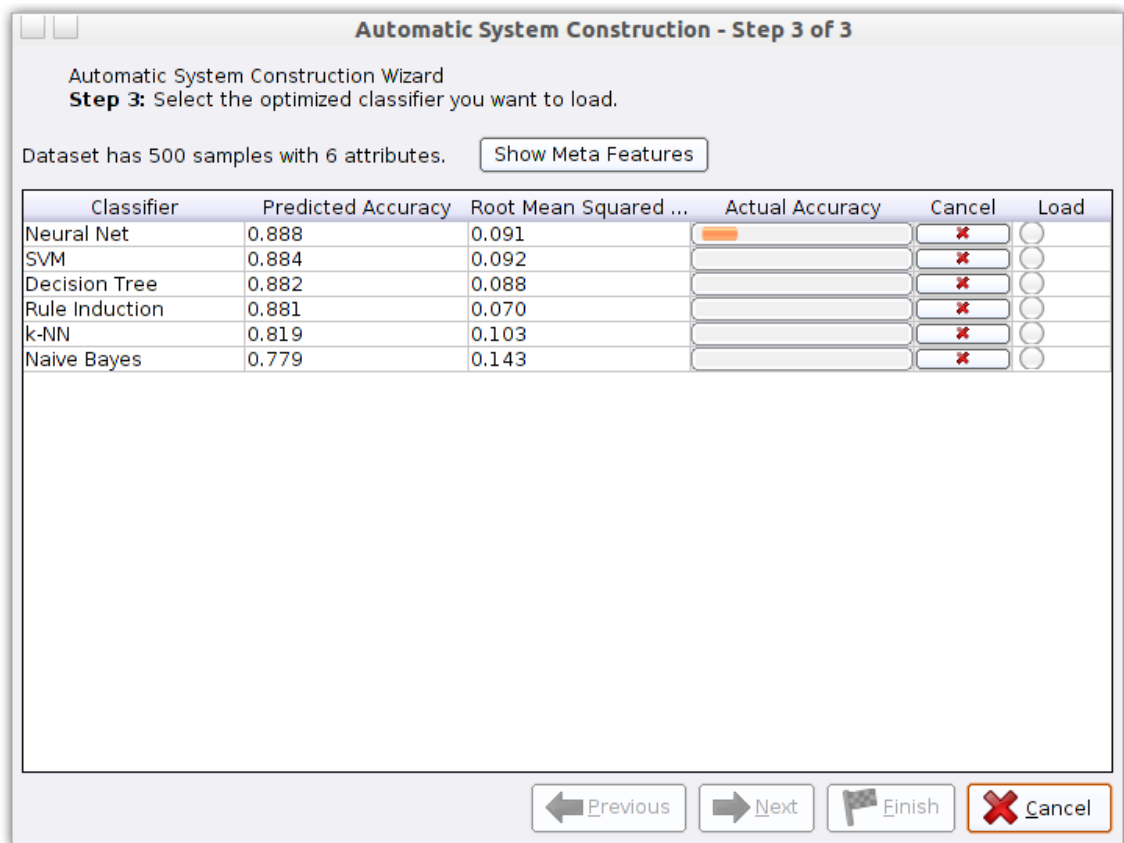 Automatic System Construction - Step 3 of 3
Automatic System Construction Wizard
Step 3: Select the optimized classifier you want to load.
Dataset has 500 samples with 6 attributes. Show Meta Features
Classifier Predicted Accuracy Root Mean Squared ... Actual Accuracy Cancel Load
Neural Net 0.888 0.091
SVM 0.884 0.092
Decision Tree 0.882 0.088
Rule Induction 0.881 0.070
k-NN 0.819 0.103
Naive Bayes 0.779 0.143
Previous Next Finish Cancel